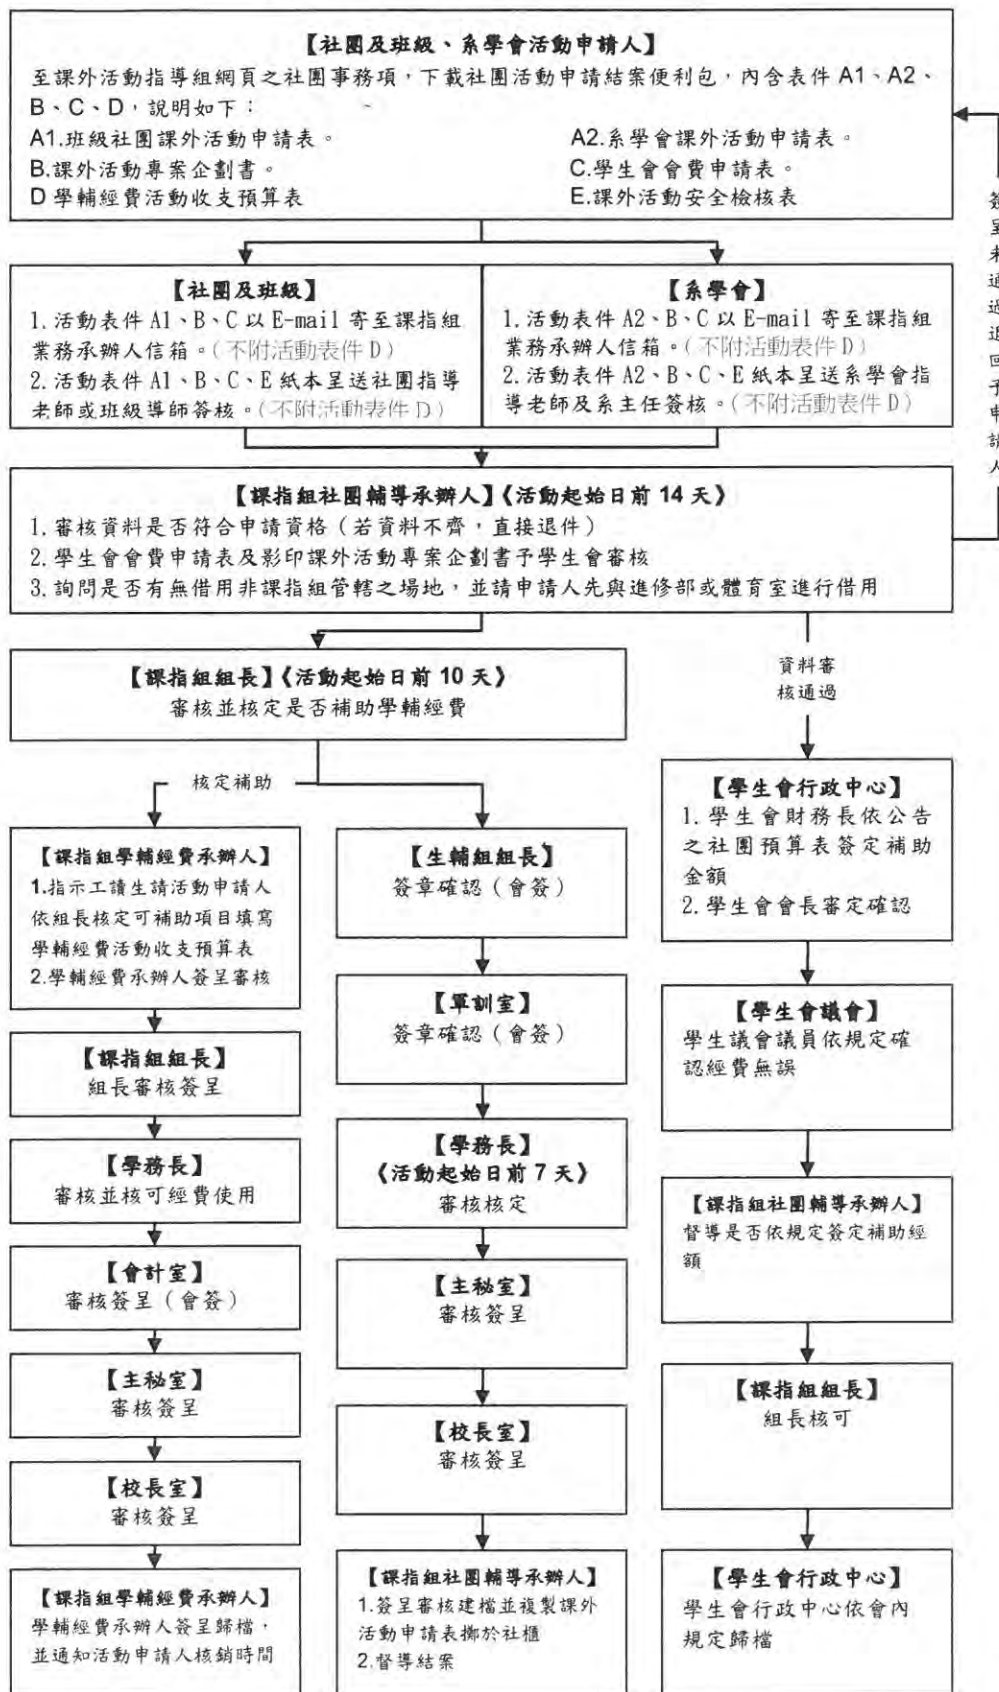 【社團及班級、系學會活動申請人】
至課外活動指導組網頁之社團事務項，下載社團活動申請結案便利包，內含表件 A1、A2、
B、C、D，說明如下：
A1.班級社團課外活動申請表。
A2.系學會課外活動申請表。
B.課外活動專案企劃書。
C.學生會會費申請表。
D 學輔經費活動收支預算表
E.課外活動安全檢核表
簽呈未通過退回予申請人
【社團及班級】
1. 活動表件 A1、B、C 以 E-mail 寄至課指組
業務承辦人信箱。(不附活動表件 D)
2. 活動表件 A1、B、C、E 紙本呈送社團指導
老師或班級導師簽核。(不附活動表件 D)
【系學會】
1. 活動表件 A2、B、C 以 E-mail 寄至課指組
業務承辦人信箱。(不附活動表件 D)
2. 活動表件 A2、B、C、E 紙本呈送系學會指
導老師及系主任簽核。(不附活動表件 D)
【課指組社團輔導承辦人】《活動起始日前 14 天》
1. 審核資料是否符合申請資格（若資料不齊，直接退件）
2. 學生會會費申請表及影印課外活動專案企劃書予學生會審核
3. 詢問是否有無借用非課指組管轄之場地，並請申請人先與進修部或體育室進行借用
【課指組組長】《活動起始日前 10 天》
審核並核定是否補助學輔經費
資料審
核通過
核定補助
【課指組學輔經費承辦人】
1.指示工讀生請活動申請人
依組長核定可補助項目填寫
學輔經費活動收支預算表
2.學輔經費承辦人簽呈審核
【課指組組長】
組長審核簽呈
【學務長】
審核並核可經費使用
【會計室】
審核簽呈（會簽）
【主秘室】
審核簽呈
【校長室】
審核簽呈
【課指組學輔經費承辦人】
學輔經費承辦人簽呈歸檔，
並通知活動申請人核銷時間
【生輔組組長】
簽章確認（會簽）
【軍訓室】
簽章確認（會簽）
【學務長】
《活動起始日前 7 天》
審核核定
【主秘室】
審核簽呈
【校長室】
審核簽呈
【課指組社團輔導承辦人】
1.簽呈審核建檔並複製課外
活動申請表擲於社櫃
2.督導結案
【學生會行政中心】
1. 學生會財務長依公告
之社團預算表簽定補助
金額
2. 學生會會長審定確認
【學生會議會】
學生議會議員依規定確
認經費無誤
【課指組社團輔導承辦人】
督導是否依規定簽定補助經
額
【課指組組長】
組長核可
【學生會行政中心】
學生會行政中心依會內
規定歸檔